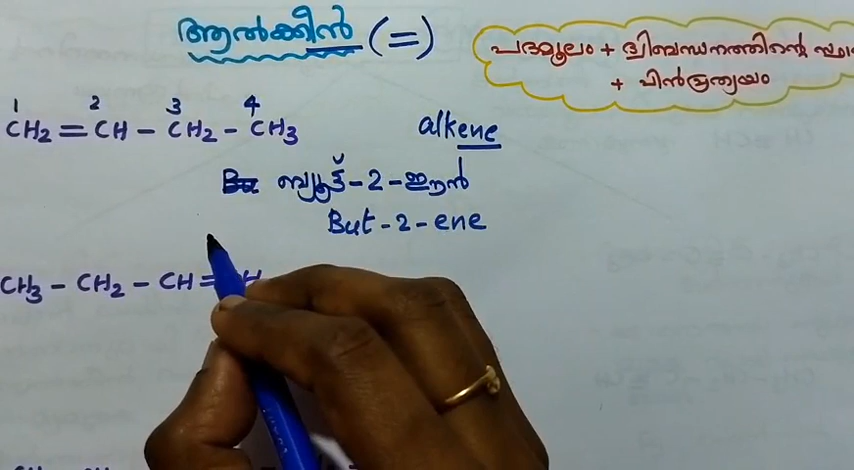 ആൽക്കീൻ (=)
പദമൂലം + ദ്വിബന്ധനത്തിന്റെ
+ പിൻപ്രത്യയം
1 2 3 4
CH2 = CH - CH2 - CH3
alkene
ബ്യൂട്ട് - 2 - ഈൻ
But - 2 - ene
CH3 - CH2 - CH =